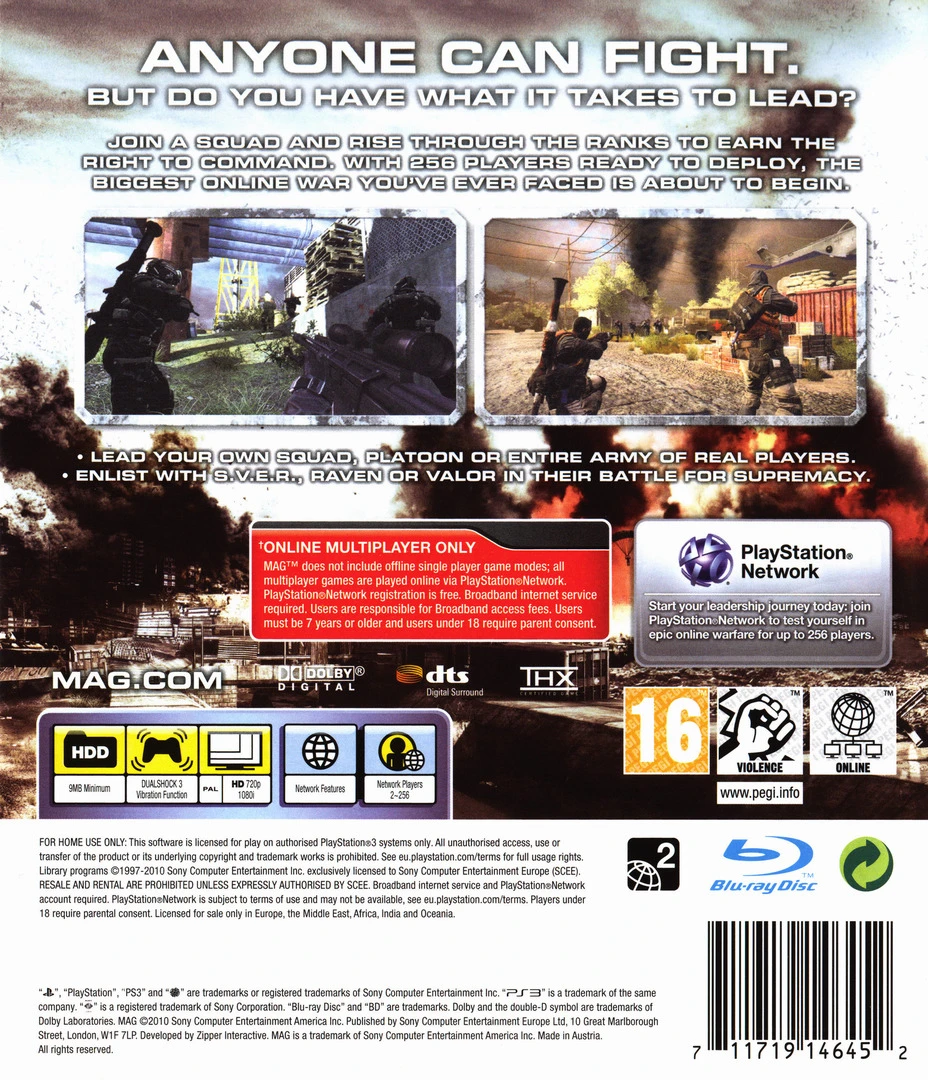 ANYONE CAN FIGHT.
BUT DO YOU HAVE WHAT IT TAKES TO LEAD?
JOIN A SQUAD AND RISE THROUGH THE RANKS TO EARN THE
RIGHT TO COMMAND. WITH 256 PLAYERS READY TO DEPLOY, THE
BIGGEST ONLINE WAR YOU'VE EVER FACED IS ABOUT TO BEGIN.
• LEAD YOUR OWN SQUAD, PLATOON OR ENTIRE ARMY OF REAL PLAYERS.
• ENLIST WITH S.V.E.R., RAVEN OR VALOR IN THEIR BATTLE FOR SUPREMACY.
†ONLINE MULTIPLAYER ONLY
MAG™ does not include offline single player game modes; all
multiplayer games are played online via PlayStation®Network.
PlayStation®Network registration is free. Broadband internet service
required. Users are responsible for Broadband access fees. Users
must be 7 years or older and users under 18 require parent consent.
PlayStation®
Network
Start your leadership journey today: join
PlayStation®Network to test yourself in
epic online warfare for up to 256 players.
MAG.COM
DOLBY®
DIGITAL
dts
Digital Surround
THX
CERTIFIED GAME
16
™
VIOLENCE
™
ONLINE
™
www.pegi.info
HDD
9MB Minimum
DUALSHOCK 3
Vibration Function
PAL
HD 720p
1080i
Network Features
Network Players
2~256
FOR HOME USE ONLY: This software is licensed for play on authorised PlayStation®3 systems only. All unauthorised access, use or
transfer of the product or its underlying copyright and trademark works is prohibited. See eu.playstation.com/terms for full usage rights.
Library programs ©1997-2010 Sony Computer Entertainment Inc. exclusively licensed to Sony Computer Entertainment Europe (SCEE).
RESALE AND RENTAL ARE PROHIBITED UNLESS EXPRESSLY AUTHORISED BY SCEE. Broadband internet service and PlayStation®Network
account required. PlayStation®Network is subject to terms of use and may not be available, see eu.playstation.com/terms. Players under
18 require parental consent. Licensed for sale only in Europe, the Middle East, Africa, India and Oceania.
2
Blu-ray Disc™
"", "PlayStation", "PS3" and "" are trademarks or registered trademarks of Sony Computer Entertainment Inc. "PS3" is a trademark of the same
company. "" is a registered trademark of Sony Corporation. "Blu-ray Disc" and "BD" are trademarks. Dolby and the double-D symbol are trademarks of
Dolby Laboratories. MAG ©2010 Sony Computer Entertainment America Inc. Published by Sony Computer Entertainment Europe Ltd, 10 Great Marlborough
Street, London, W1F 7LP. Developed by Zipper Interactive. MAG is a trademark of Sony Computer Entertainment America Inc. Made in Austria.
All rights reserved.
7 11719 14645 2